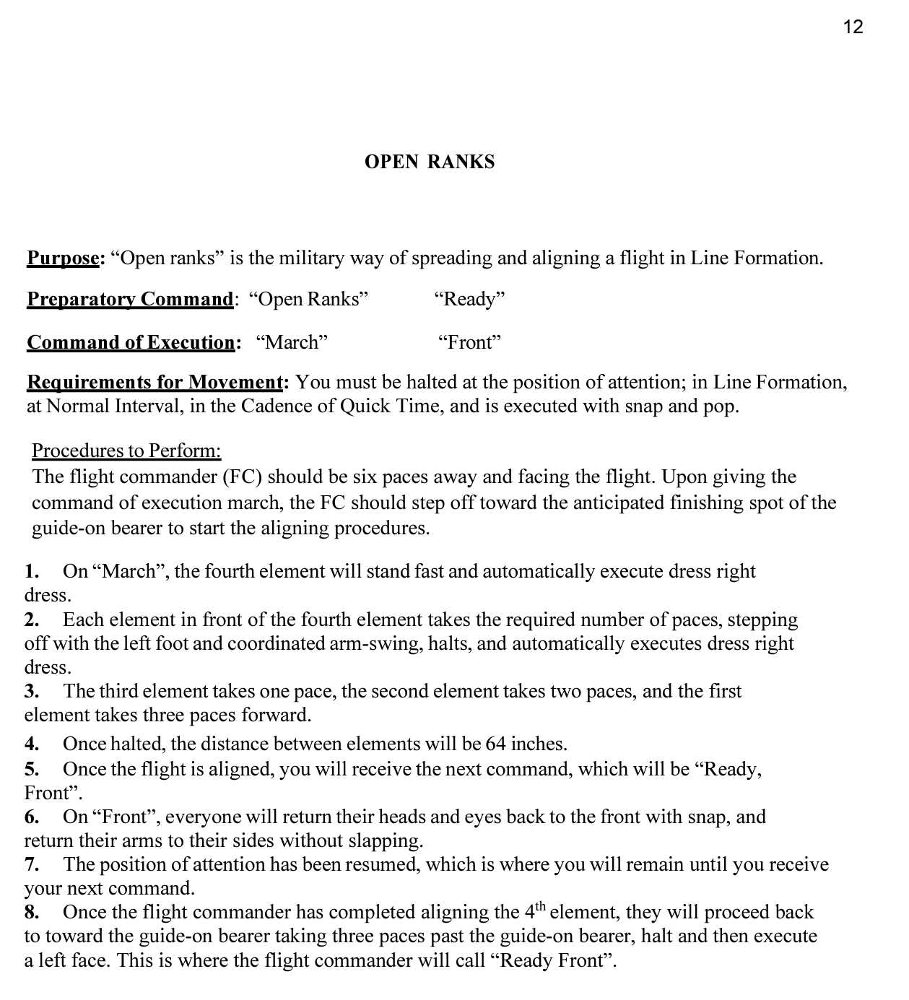 12
OPEN RANKS
Purpose: “Open ranks” is the military way of spreading and aligning a flight in Line Formation.
Preparatory Command: “Open Ranks” “Ready”
Command of Execution: “March” “Front”
Requirements for Movement: You must be halted at the position of attention; in Line Formation,
at Normal Interval, in the Cadence of Quick Time, and is executed with snap and pop.
Procedures to Perform:
The flight commander (FC) should be six paces away and facing the flight. Upon giving the
command of execution march, the FC should step off toward the anticipated finishing spot of the
guide-on bearer to start the aligning procedures.
1. On “March”, the fourth element will stand fast and automatically execute dress right
dress.
2. Each element in front of the fourth element takes the required number of paces, stepping
off with the left foot and coordinated arm-swing, halts, and automatically executes dress right
dress.
3. The third element takes one pace, the second element takes two paces, and the first
element takes three paces forward.
4. Once halted, the distance between elements will be 64 inches.
5. Once the flight is aligned, you will receive the next command, which will be “Ready,
Front”.
6. On “Front”, everyone will return their heads and eyes back to the front with snap, and
return their arms to their sides without slapping.
7. The position of attention has been resumed, which is where you will remain until you receive
your next command.
8. Once the flight commander has completed aligning the 4th element, they will proceed back
to toward the guide-on bearer taking three paces past the guide-on bearer, halt and then execute
a left face. This is where the flight commander will call “Ready Front”.